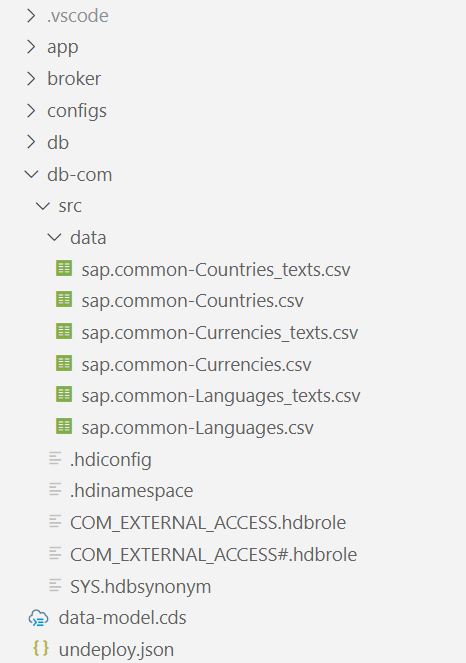 .vscode
app
broker
configs
db
db-com
src
data
sap.common-Countries_texts.csv
sap.common-Countries.csv
sap.common-Currencies_texts.csv
sap.common-Currencies.csv
sap.common-Languages_texts.csv
sap.common-Languages.csv
.hdiconfig
.hdinamespace
COM_EXTERNAL_ACCESS.hdbrole
COM_EXTERNAL_ACCESS#.hdbrole
SYS.hdbsynonym
data-model.cds
undeploy.json